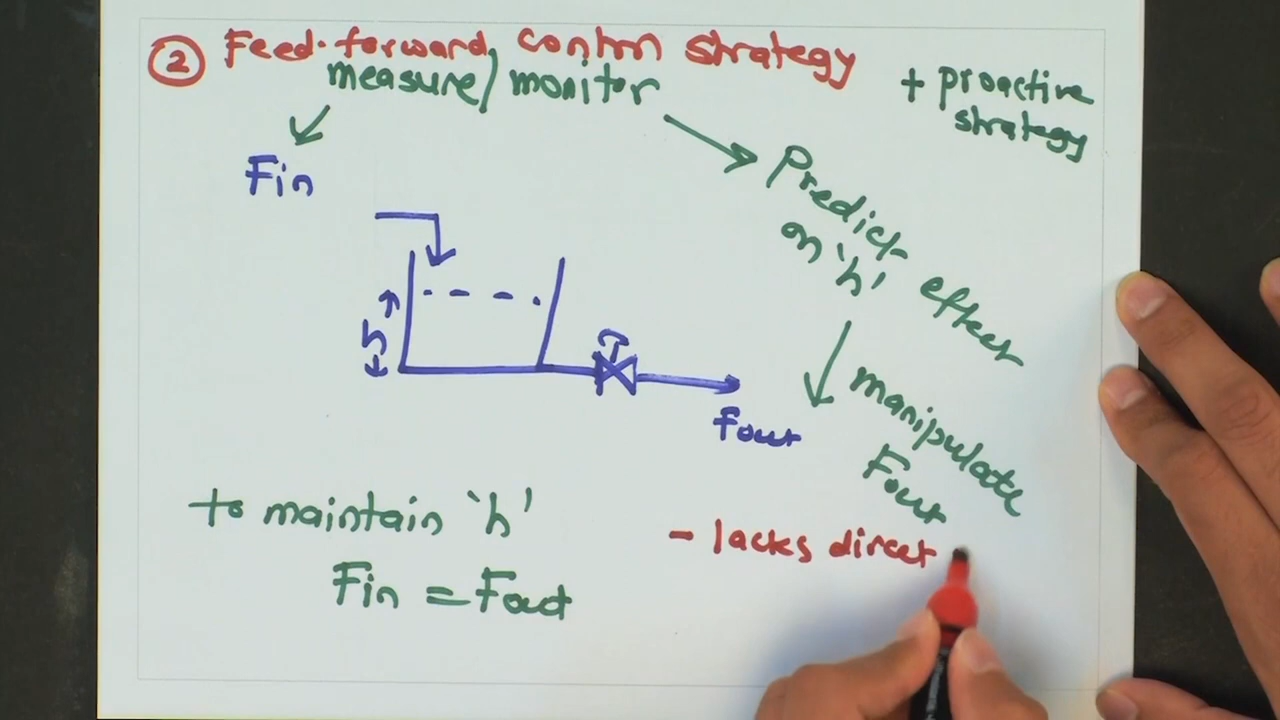 ② Feed-forward control strategy
measure/monitor
+ proactive
strategy
Fin
Predict effect
on 'h'
h
manipulate
Fout
fout
to maintain 'h'
Fin = Fout
- lacks direct